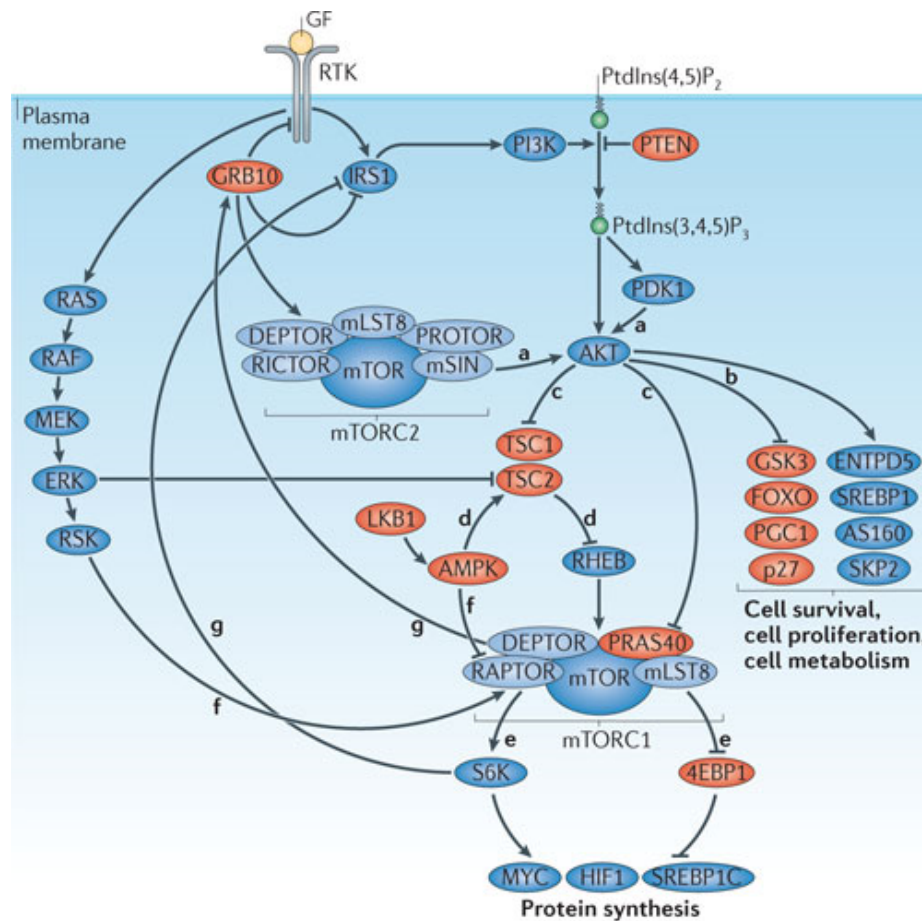 GF
RTK
PtdIns(4,5)P2
Plasma
membrane
GRB10
IRS1
PI3K
PTEN
PtdIns(3,4,5)P3
RAS
PDK1
a
RAF
DEPTOR
mLST8
PROTOR
RICTOR
mTOR
mSIN
a
AKT
mTORC2
c
c
b
MEK
TSC1
GSK3
ENTPD5
ERK
TSC2
FOXO
SREBP1
LKB1
d
d
RSK
AMPK
RHEB
PGC1
AS160
p27
SKP2
f
Cell survival,
cell proliferation
cell metabolism
g
g
DEPTOR
PRAS40
RAPTOR
mTOR
mLST8
f
mTORC1
e
e
S6K
4EBP1
MYC
HIF1
SREBP1C
Protein synthesis